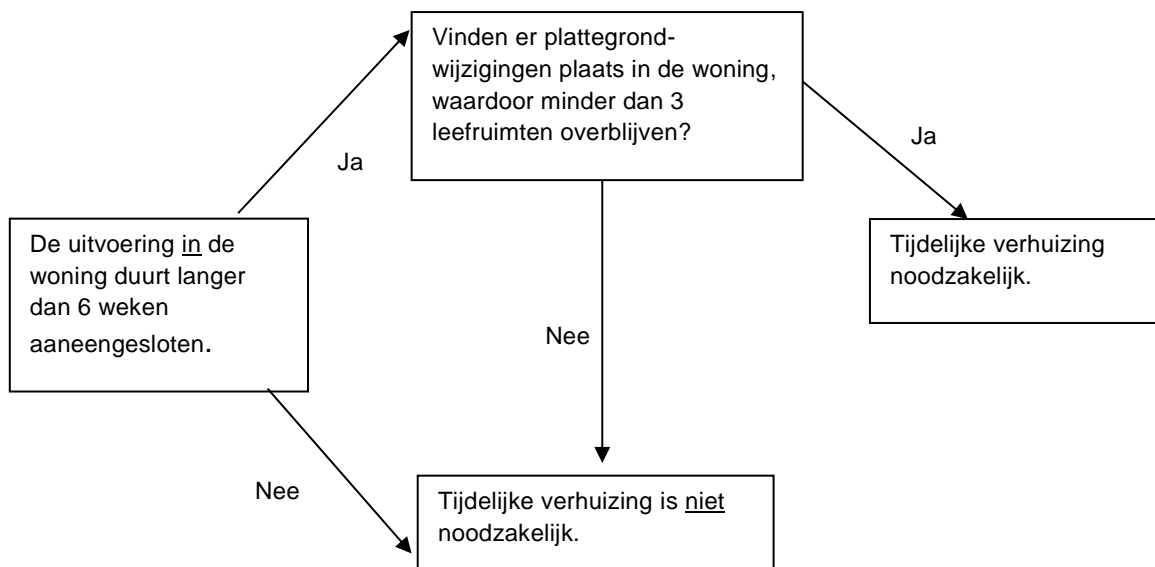 Vinden er plattegrond-
wijzigingen plaats in de woning,
waardoor minder dan 3
leefruimten overblijven?
Ja
Ja
De uitvoering in de
woning duurt langer
dan 6 weken
aaneengesloten.
Tijdelijke verhuizing
noodzakelijk.
Nee
Nee
Tijdelijke verhuizing is niet
noodzakelijk.